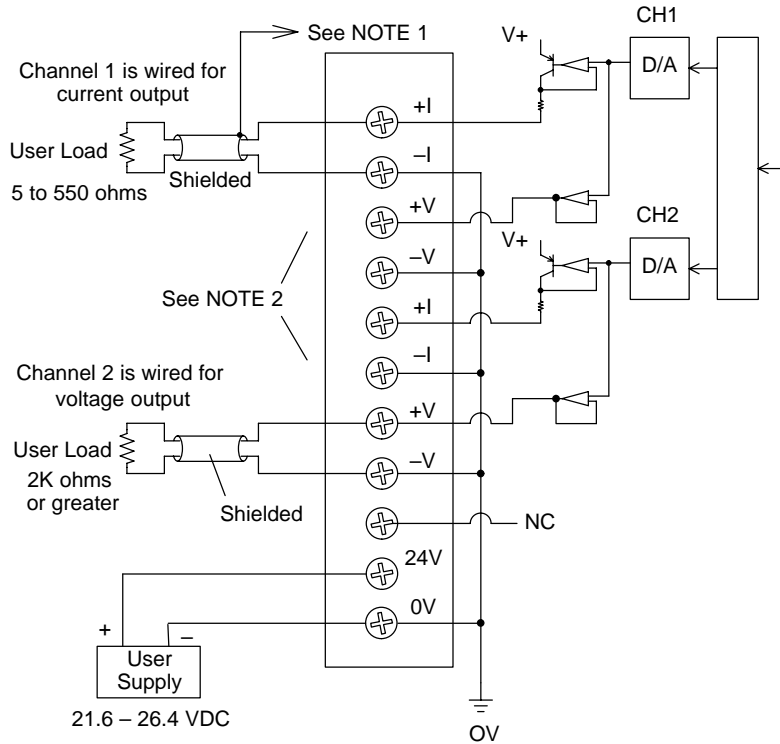 See NOTE 1
CH1
V+
D/A
Channel 1 is wired for
current output
+I
User Load
–I
5 to 550 ohms
Shielded
+V
CH2
V+
–V
D/A
See NOTE 2
+I
–I
Channel 2 is wired for
voltage output
+V
User Load
–V
2K ohms
or greater
Shielded
NC
24V
0V
+
–
User
Supply
21.6 – 26.4 VDC
OV